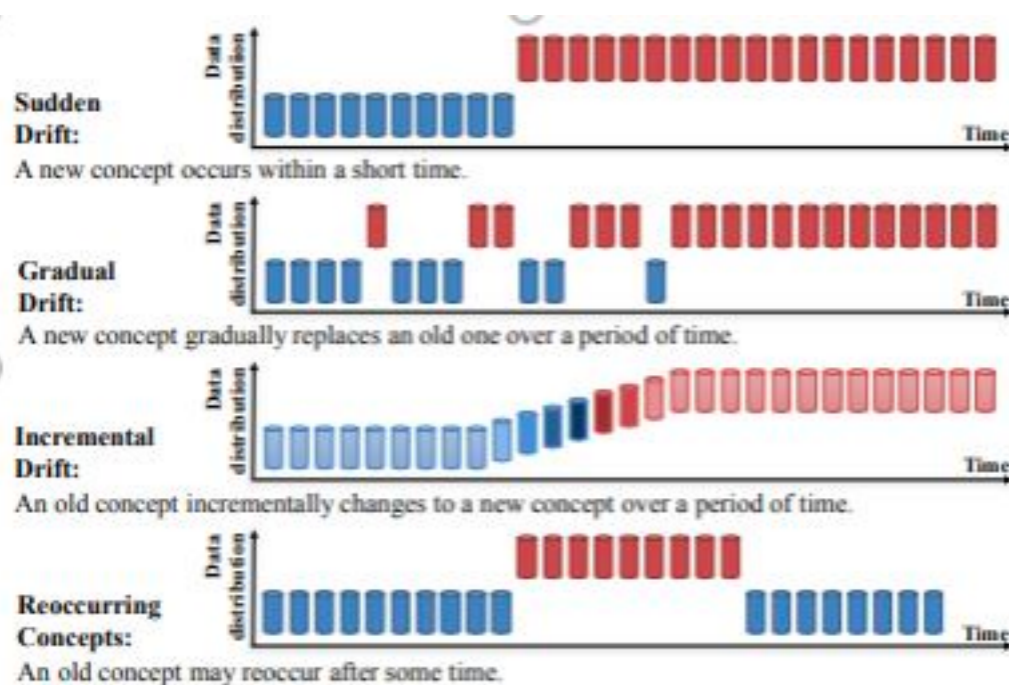 Data
distribution
Sudden
Drift:
Time
A new concept occurs within a short time.
Data
distribution
Gradual
Drift:
Time
A new concept gradually replaces an old one over a period of time.
Data
distribution
Incremental
Drift:
Time
An old concept incrementally changes to a new concept over a period of time.
Data
distribution
Reoccurring
Concepts:
Time
An old concept may reoccur after some time.